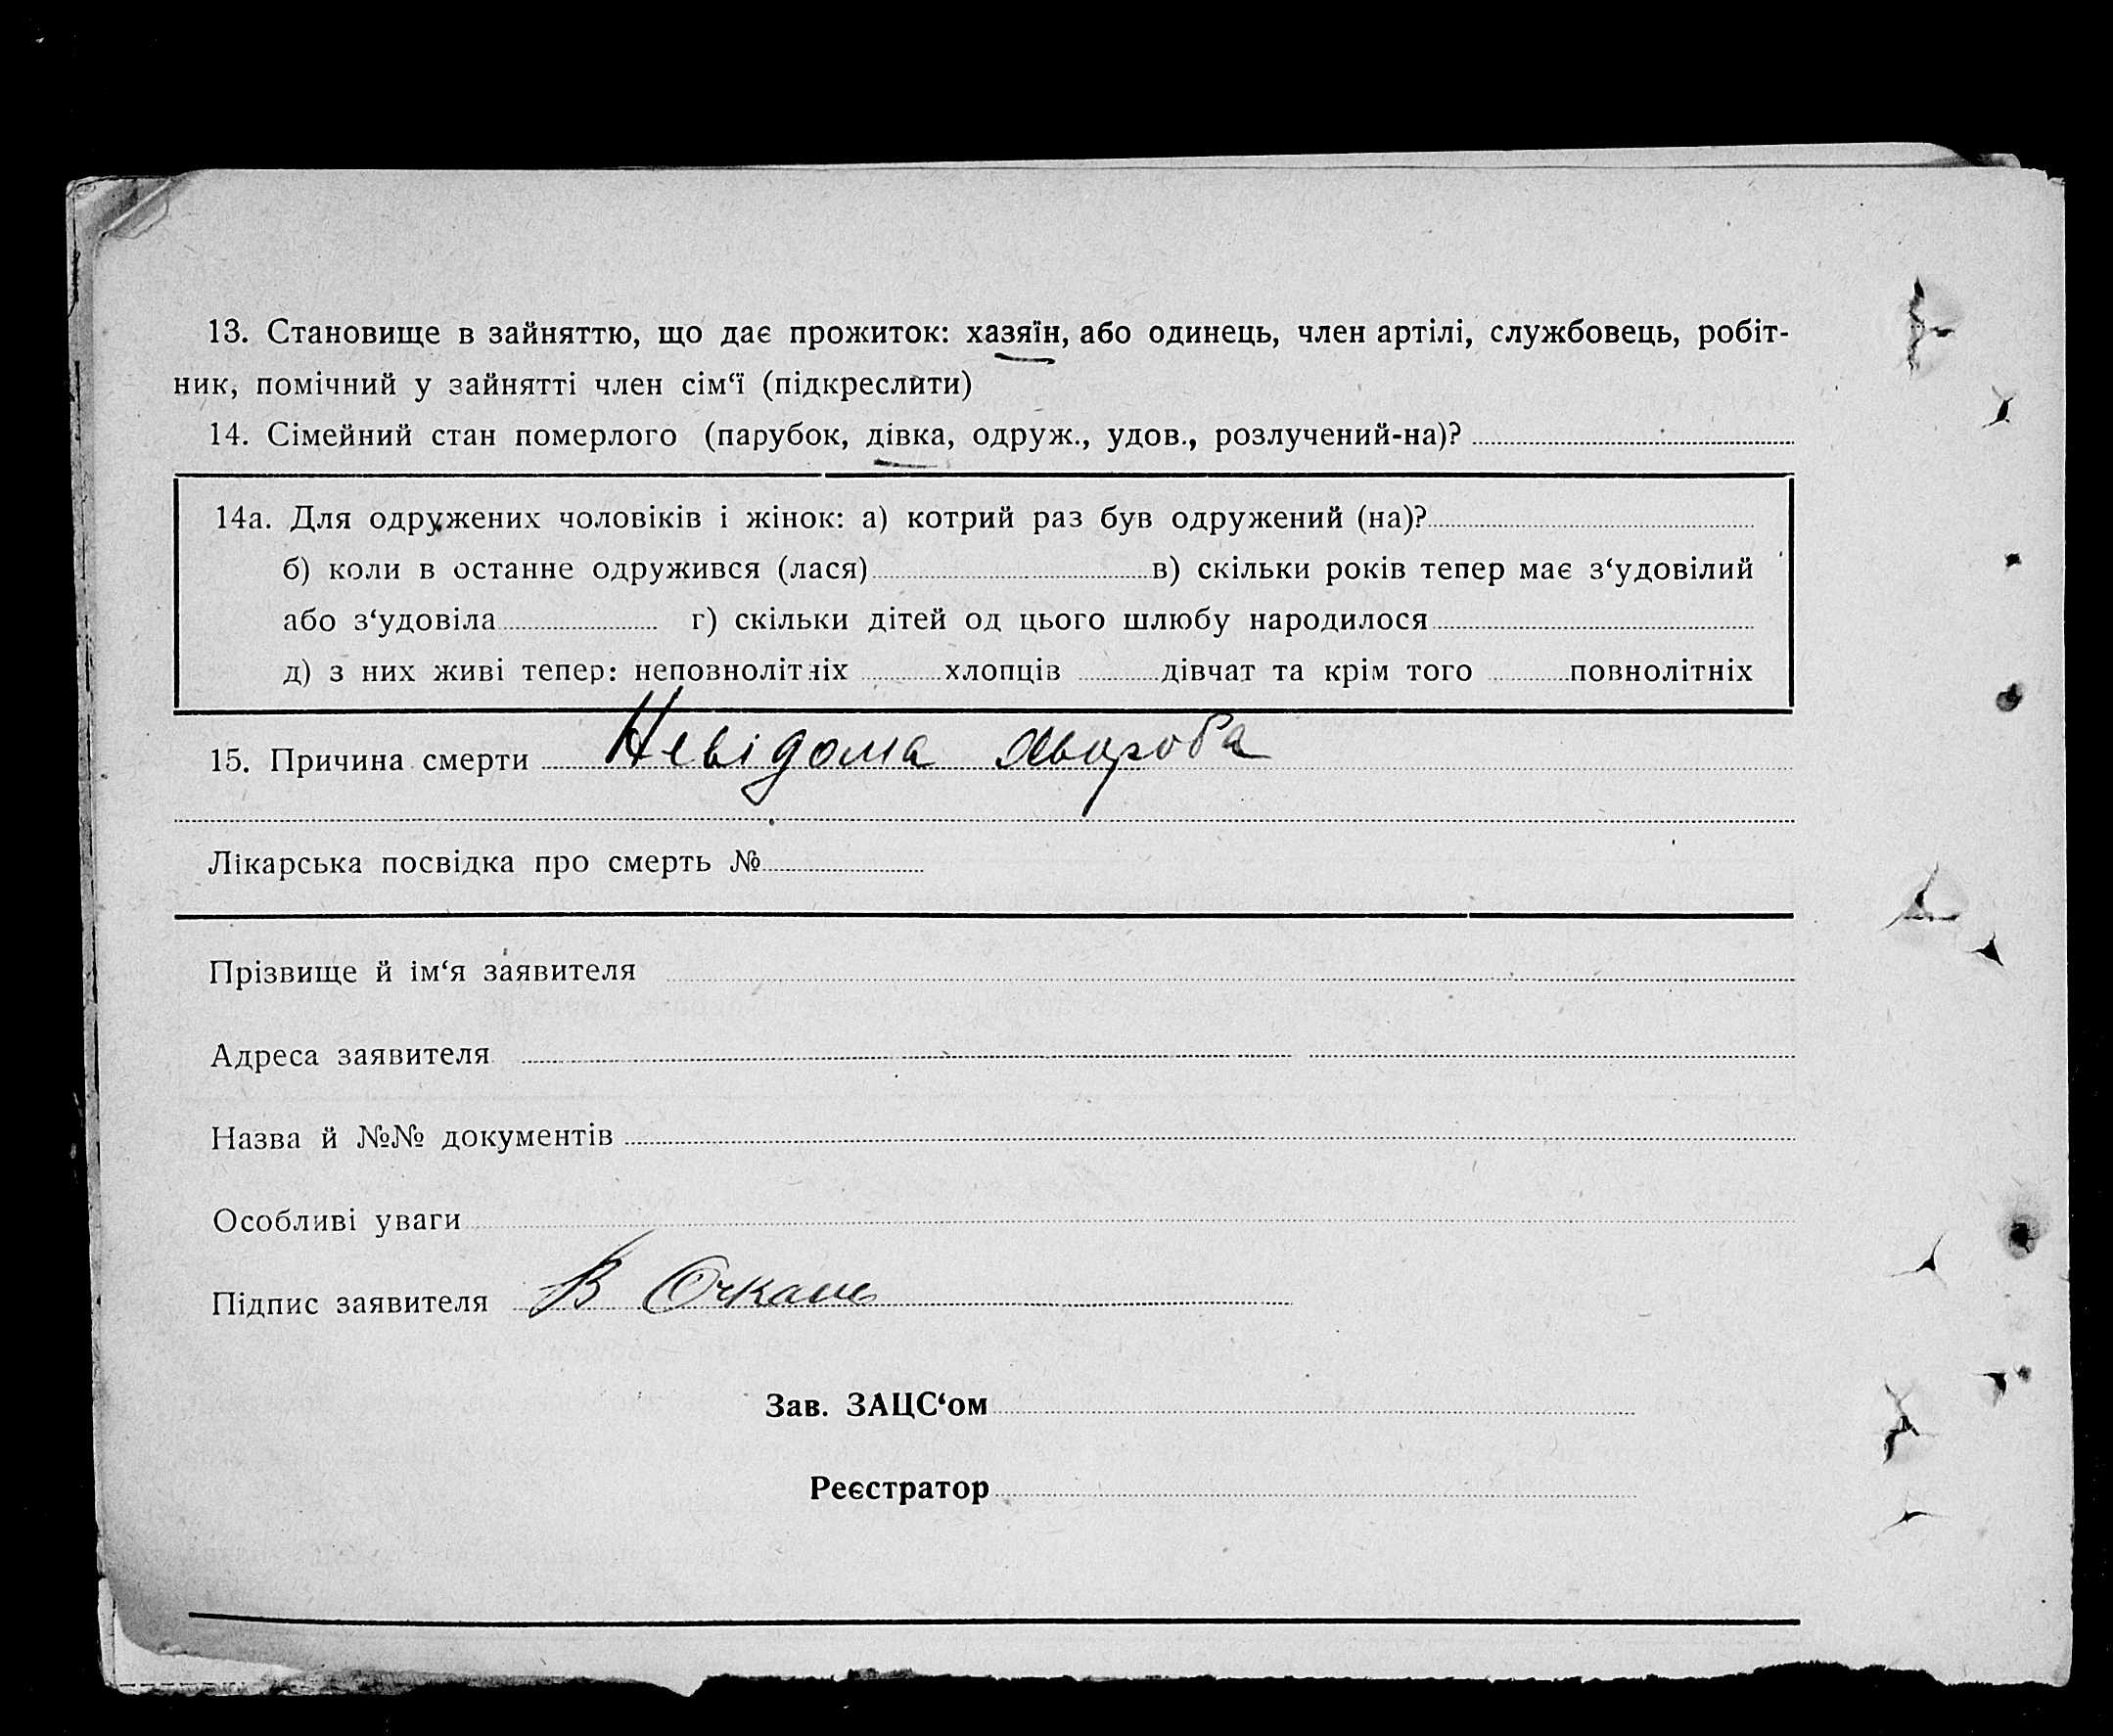 13. Становище в зайняттю, що дає прожиток: хазяїн, або одинець, член артілі, службовець, робіт-
ник, помічний у зайнятті член сім‘ї (підкреслити)
14. Сімейний стан померлого (парубок, дівка, одруж., удов., розлучений-на)?
14а. Для одружених чоловіків і жінок: а) котрий раз був одружений (на)?
б) коли в останнє одружився (лася) в) скільки років тепер має з‘удовілий
або з‘удовіла г) скільки дітей од цього шлюбу народилося
д) з них живі тепер: неповнолітніх хлопців дівчат та крім того повнолітніх
15. Причина смерти Невідома хвороба
Лікарська посвідка про смерть №
Прізвище й ім‘я заявителя
Адреса заявителя
Назва й №№ документів
Особливі уваги
Підпис заявителя В
Зав. ЗАЦС‘ом
Реєстратор